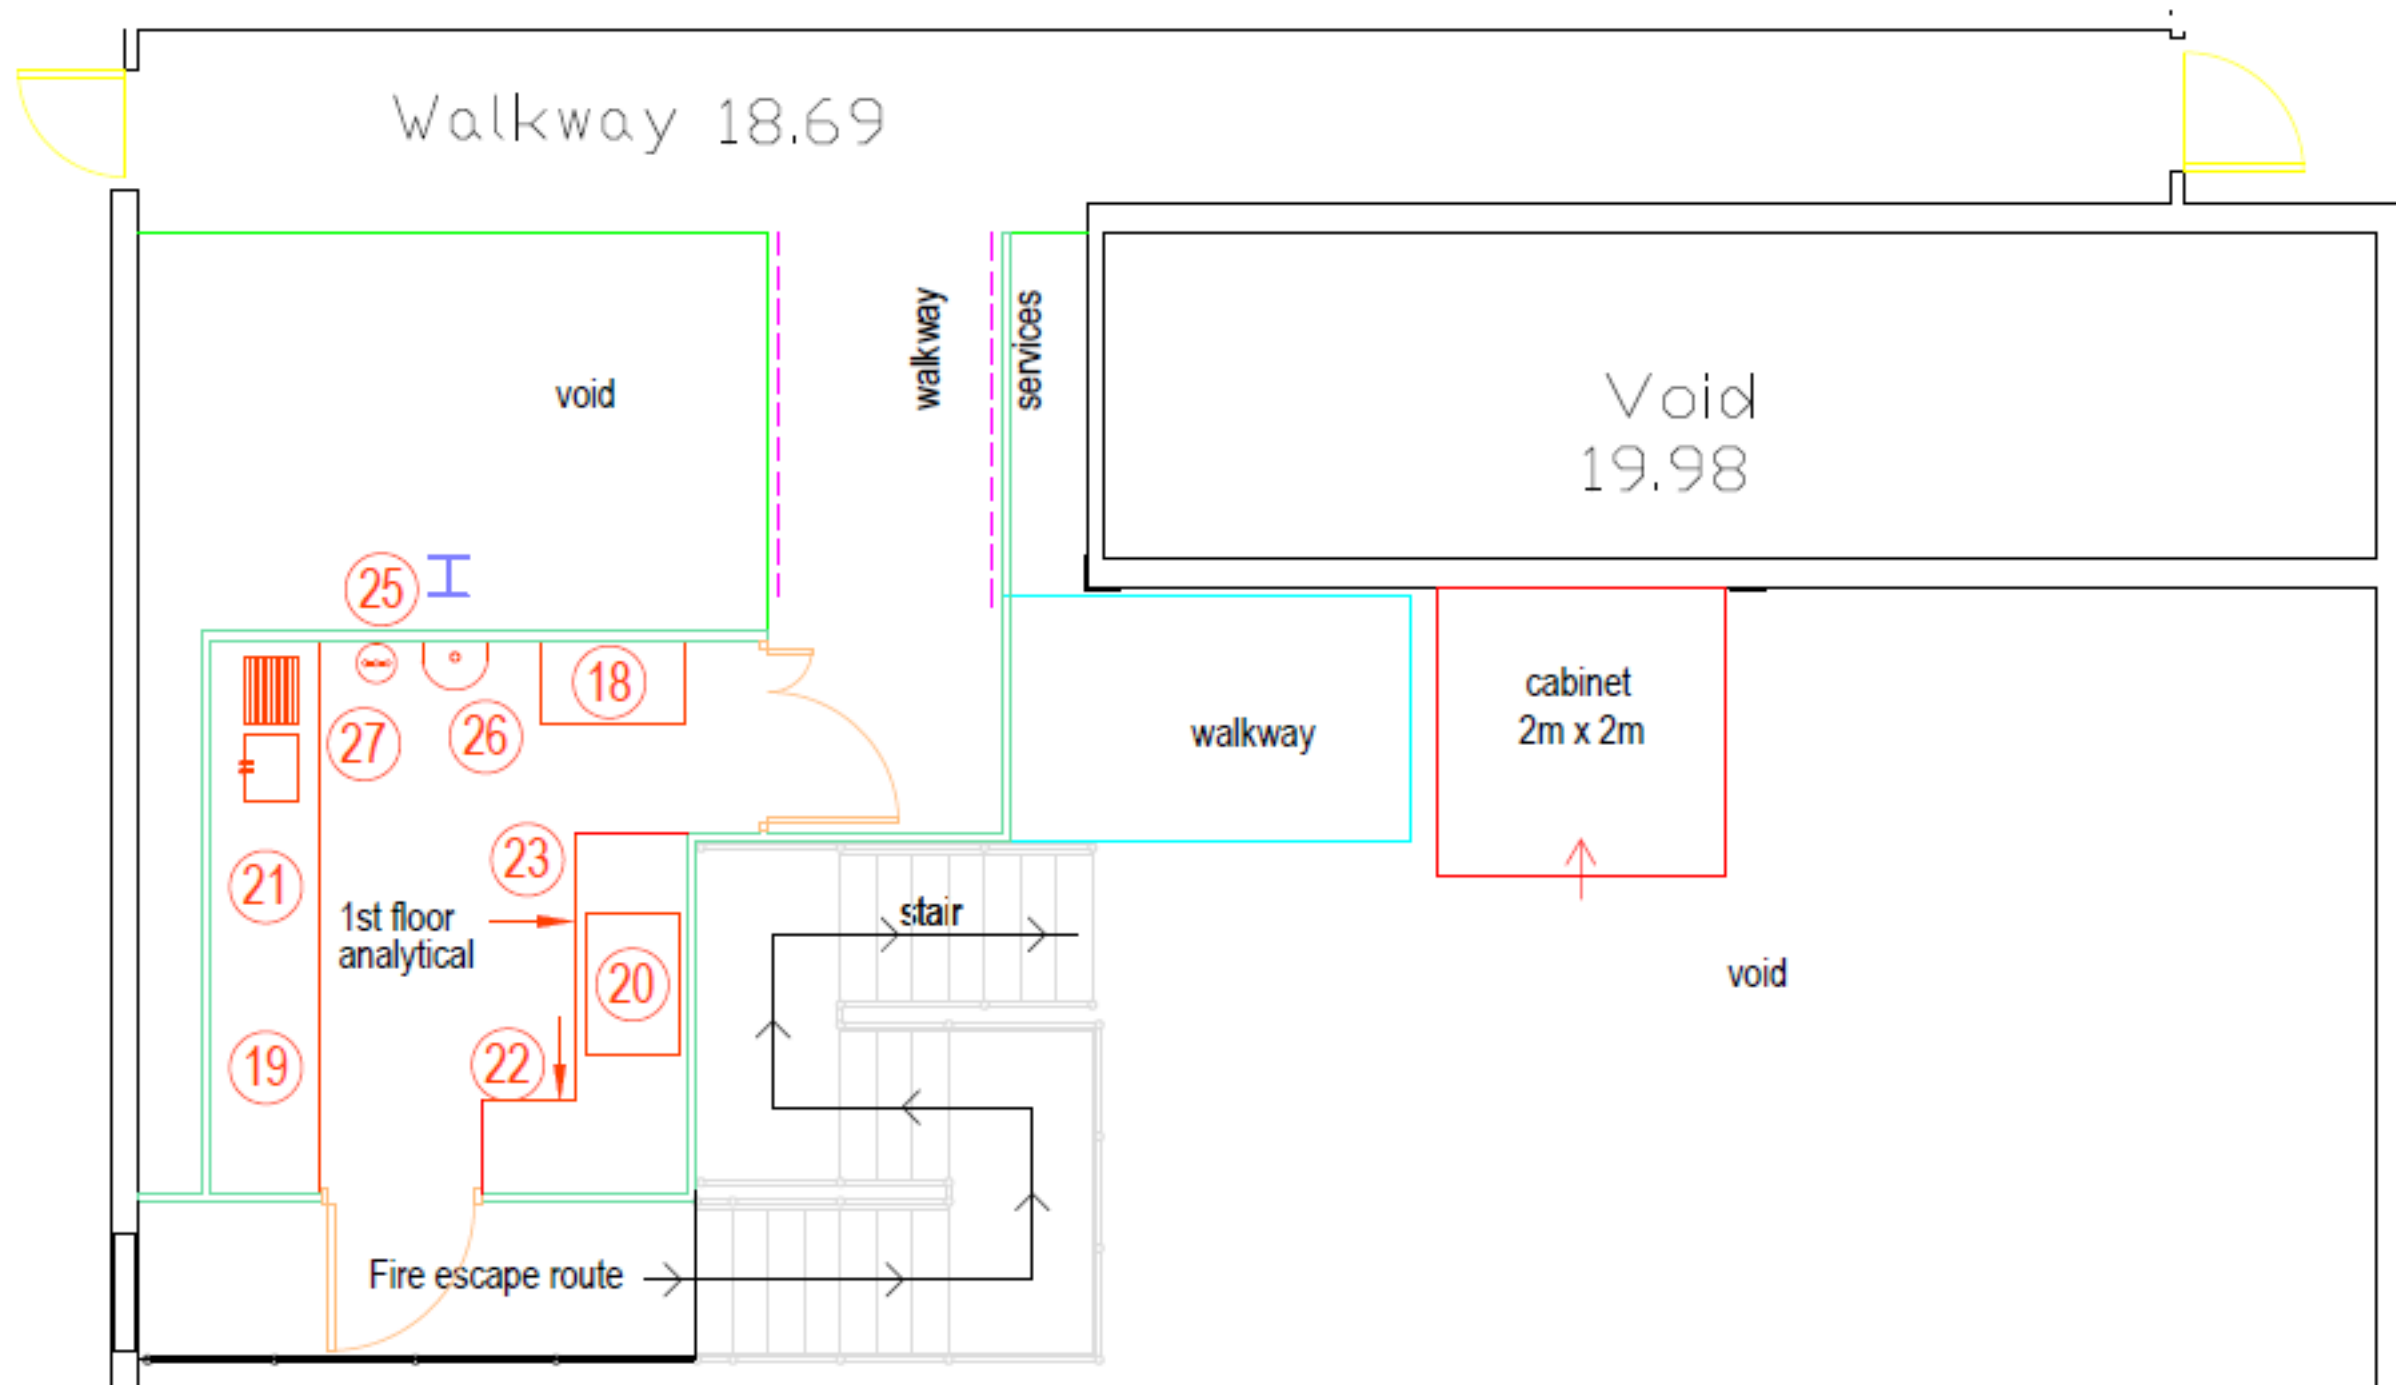 Walkway 18.69
walkway
services
void
Void
19.98
25
18
27
26
walkway
cabinet
2m x 2m
23
21
1st floor
analytical
stair
20
void
22
19
Fire escape route